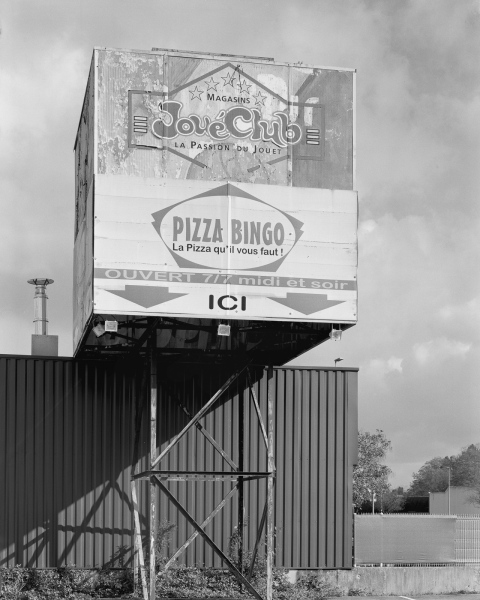 MAGASINS
JouéClub
LA PASSION DU JOUET
PIZZA BINGO
La Pizza qu'il vous faut !
OUVERT 7/7 midi et soir
ICI